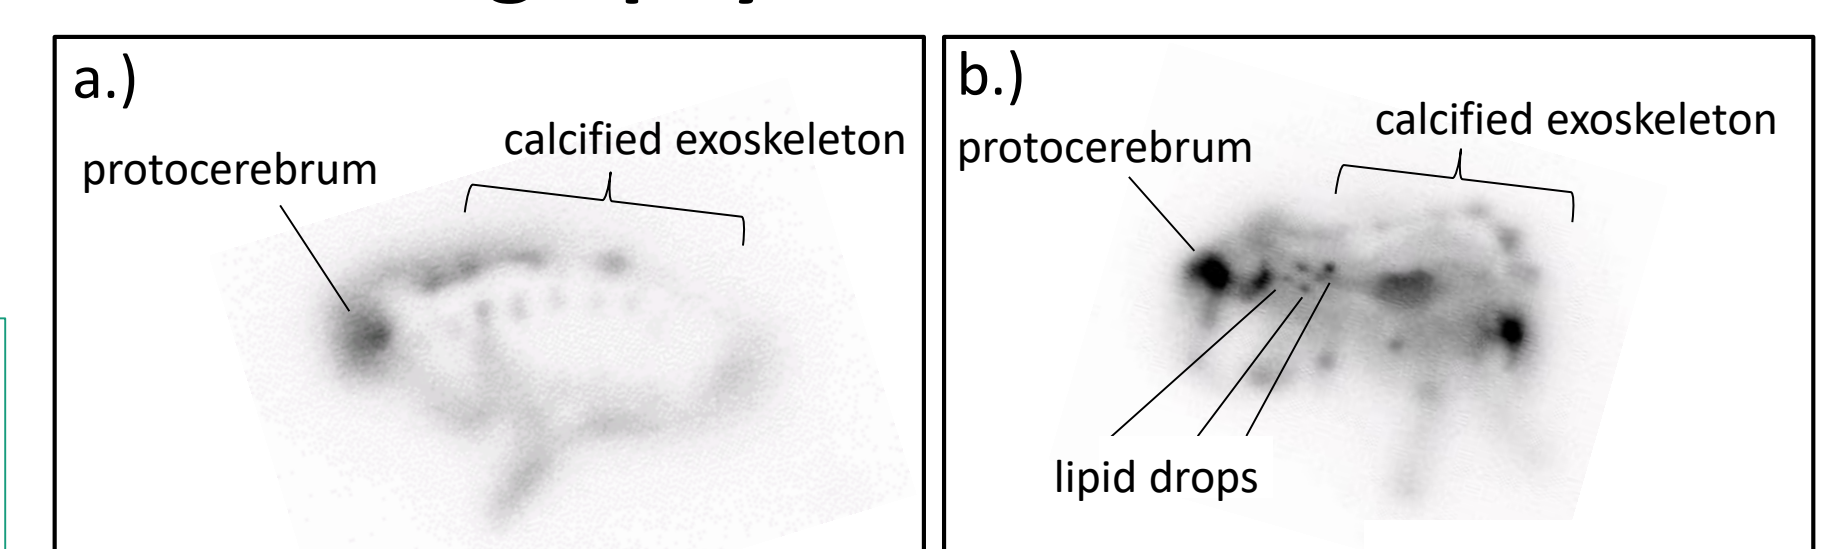 a.)
calcified exoskeleton
protocerebrum
b.)
calcified exoskeleton
protocerebrum
lipid drops